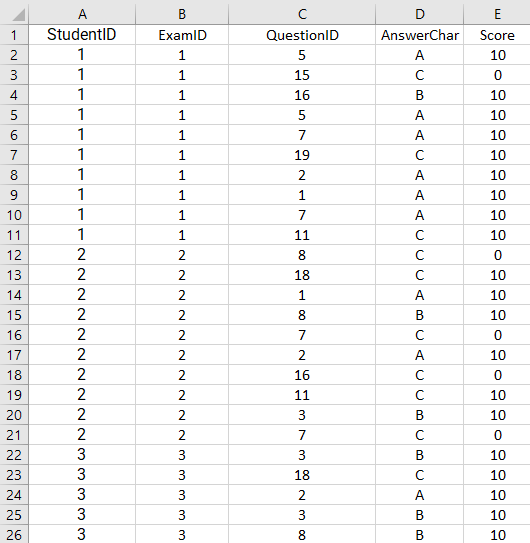 A B C D E
1 StudentID ExamID QuestionID AnswerChar Score
2 1 1 5 A 10
3 1 1 15 C 0
4 1 1 16 B 10
5 1 1 5 A 10
6 1 1 7 A 10
7 1 1 19 C 10
8 1 1 2 A 10
9 1 1 1 A 10
10 1 1 7 A 10
11 1 1 11 C 10
12 2 2 8 C 0
13 2 2 18 C 10
14 2 2 1 A 10
15 2 2 8 B 10
16 2 2 7 C 0
17 2 2 2 A 10
18 2 2 16 C 0
19 2 2 11 C 10
20 2 2 3 B 10
21 2 2 7 C 0
22 3 3 3 B 10
23 3 3 18 C 10
24 3 3 2 A 10
25 3 3 3 B 10
26 3 3 8 B 10